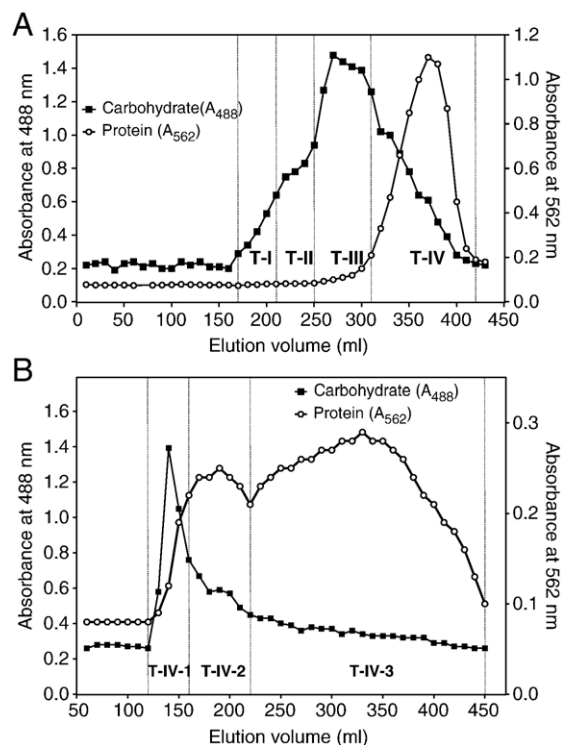 A
Absorbance at 488 nm
1.6
1.4
1.2
1.0
0.8
0.6
0.4
0.2
0.0
Carbohydrate(A488)
Protein (A562)
T-I
T-II
T-III
T-IV
1.2
1.0
0.8
0.6
0.4
0.2
0.0
Absorbance at 562 nm
0 50 100 150 200 250 300 350 400 450
Elution volume (ml)
B
Absorbance at 488 nm
1.6
1.4
1.2
1.0
0.8
0.6
0.4
0.2
0.0
Carbohydrate (A488)
Protein (A562)
T-IV-1
T-IV-2
T-IV-3
0.3
0.2
0.1
0.0
Absorbance at 562 nm
50 100 150 200 250 300 350 400 450
Elution volume (ml)